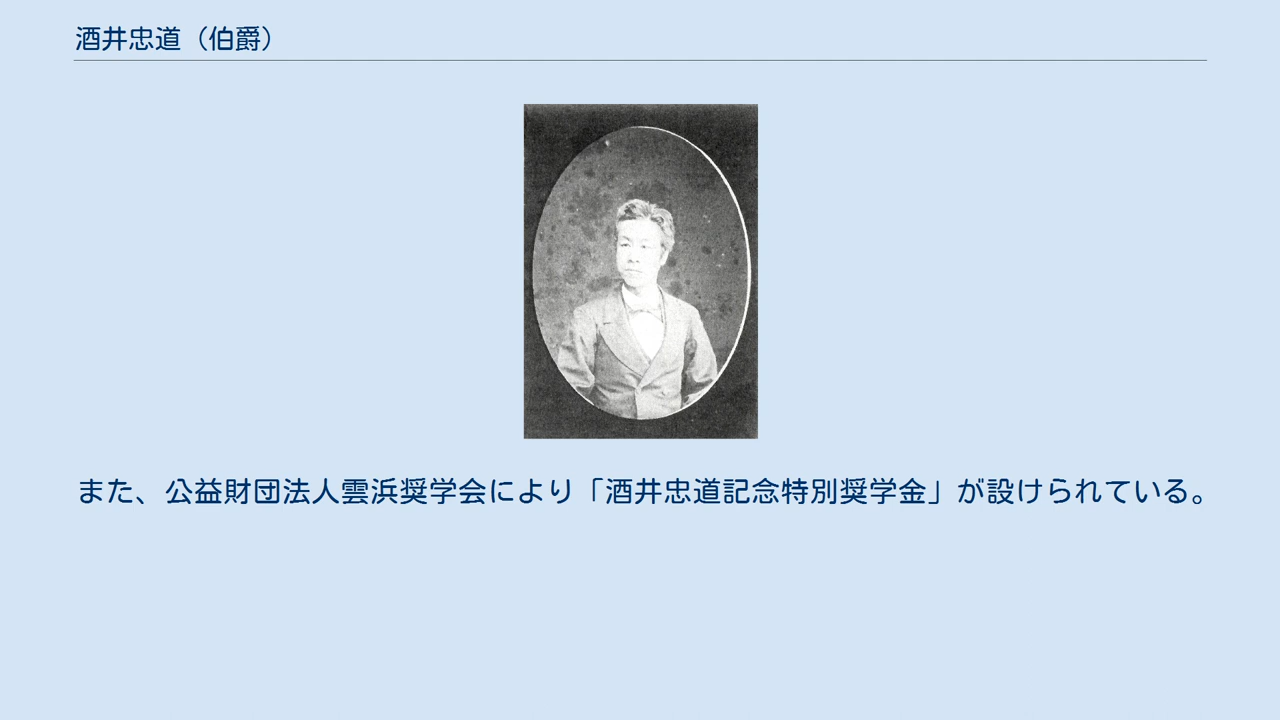 酒井忠道（伯爵）
また、公益財団法人雲浜奨学会により「酒井忠道記念特別奨学金」が設けられている。